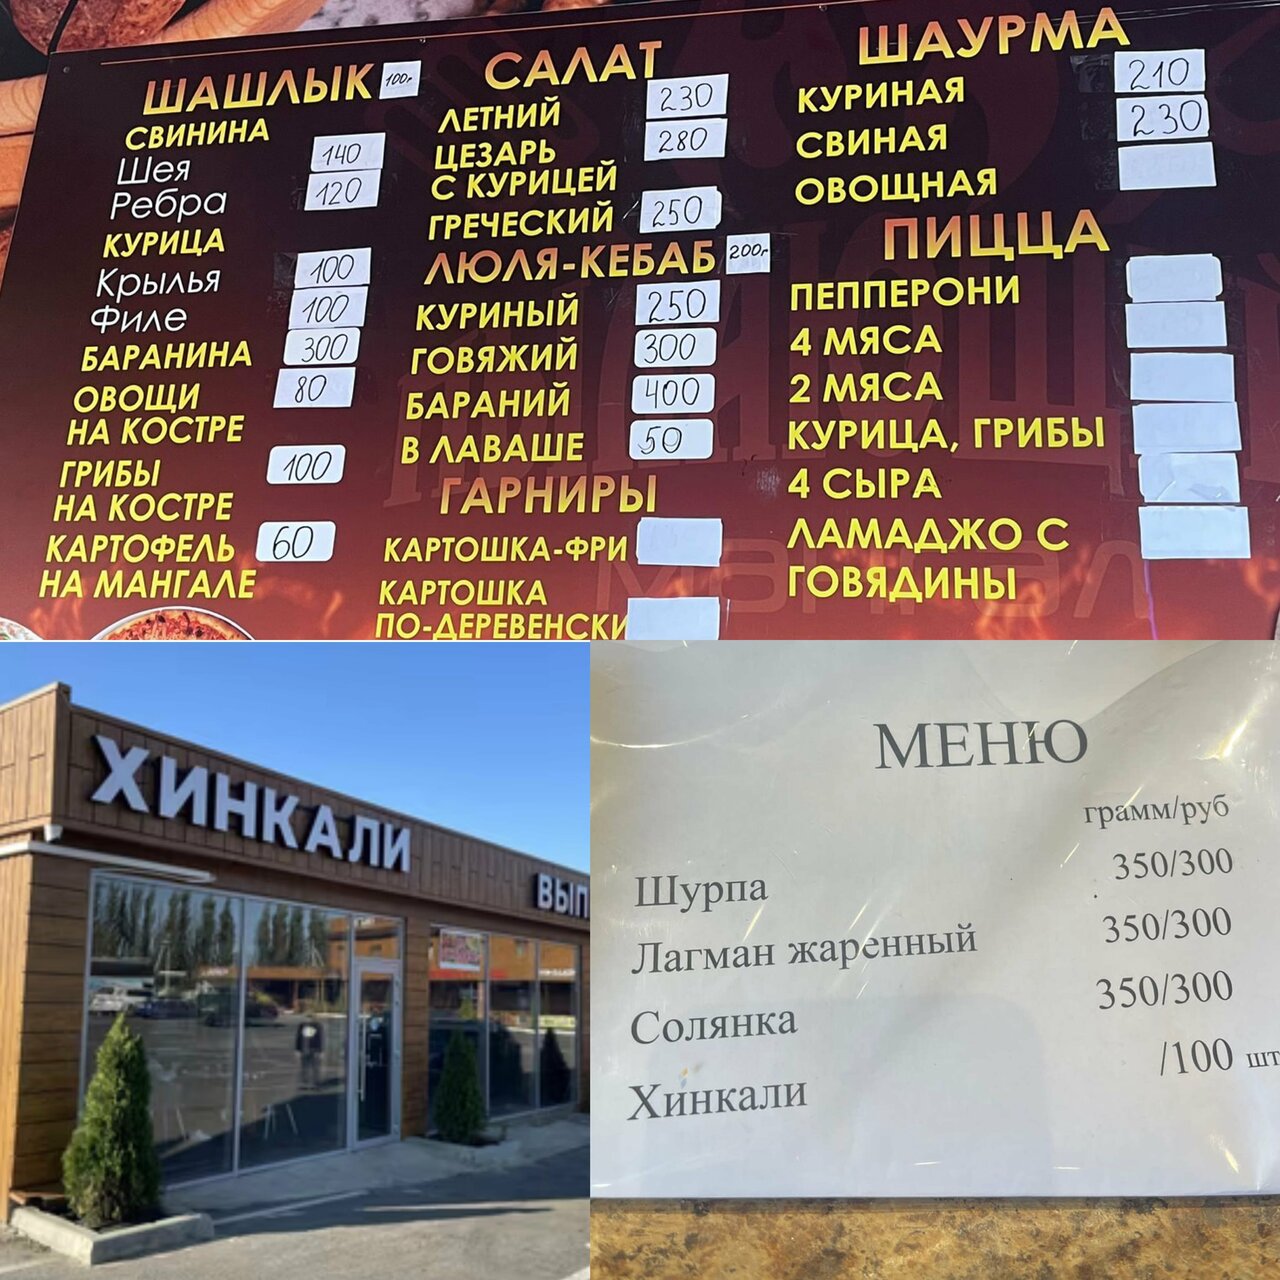 ШАШЛЫК 100г
СВИНИНА
Шея 140
Ребра 120
КУРИЦА
Крылья 100
Филе 100
БАРАНИНА 300
ОВОЩИ 80
НА КОСТРЕ
ГРИБЫ 100
НА КОСТРЕ
КАРТОФЕЛЬ 60
НА МАНГАЛЕ
САЛАТ
ЛЕТНИЙ 230
ЦЕЗАРЬ 280
С КУРИЦЕЙ
ГРЕЧЕСКИЙ 250
ЛЮЛЯ-КЕБАБ 200г
КУРИНЫЙ 250
ГОВЯЖИЙ 300
БАРАНИЙ 400
В ЛАВАШЕ 50
ГАРНИРЫ
КАРТОШКА-ФРИ
КАРТОШКА
ПО-ДЕРЕВЕНСКИ
ШАУРМА
КУРИНАЯ 210
СВИНАЯ 230
ОВОЩНАЯ
ПИЦЦА
ПЕППЕРОНИ
4 МЯСА
2 МЯСА
КУРИЦА, ГРИБЫ
4 СЫРА
ЛАМАДЖО С
ГОВЯДИНЫ
ХИНКАЛИ
ВЫП
МЕНЮ
грамм/руб
Шурпа 350/300
Лагман жаренный 350/300
Солянка 350/300
Хинкали /100 шт